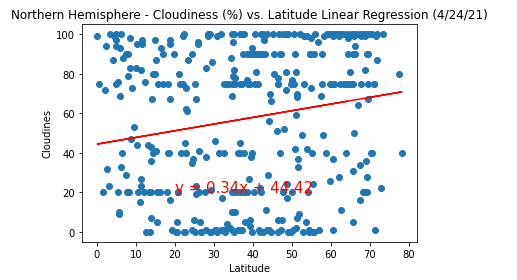 Northern Hemisphere - Cloudiness (%) vs. Latitude Linear Regression (4/24/21)
100
80
60
40
20
0
Cloudines
y = 0.34x + 44.42
0 10 20 30 40 50 60 70 80
Latitude